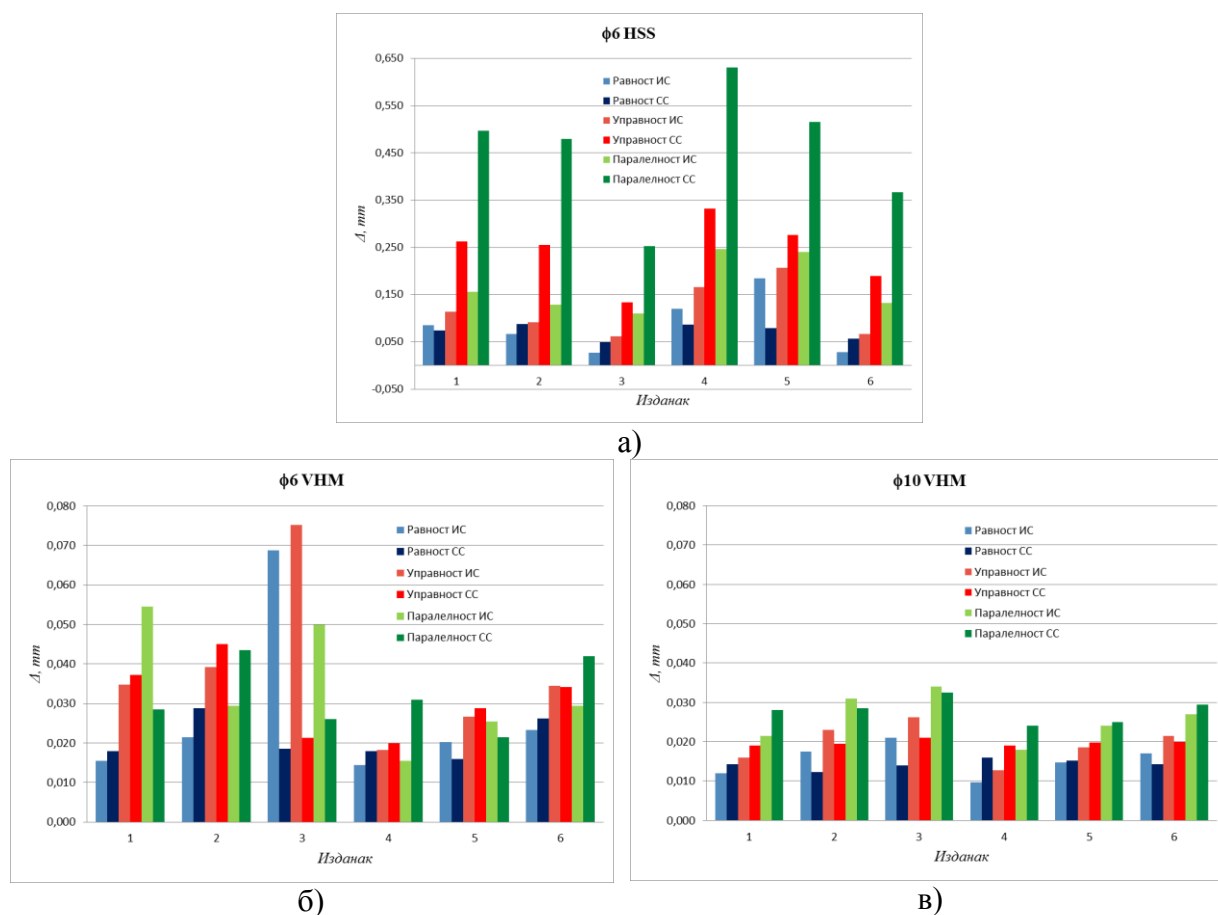 ϕ6 HSS
0,650
0,550
0,450
0,350
0,250
0,150
0,050
-0,050
Δ, mm
Равност ИС
Равност СС
Управност ИС
Управност СС
Паралелност ИС
Паралелност СС
1 2 3 4 5 6
Изданак
а)
ϕ6 VHM
0,080
0,070
0,060
0,050
0,040
0,030
0,020
0,010
0,000
Δ, mm
Равност ИС
Равност СС
Управност ИС
Управност СС
Паралелност ИС
Паралелност СС
1 2 3 4 5 6
Изданак
б)
ϕ10 VHM
0,080
0,070
0,060
0,050
0,040
0,030
0,020
0,010
0,000
Δ, mm
Равност ИС
Равност СС
Управност ИС
Управност СС
Паралелност ИС
Паралелност СС
1 2 3 4 5 6
Изданак
в)